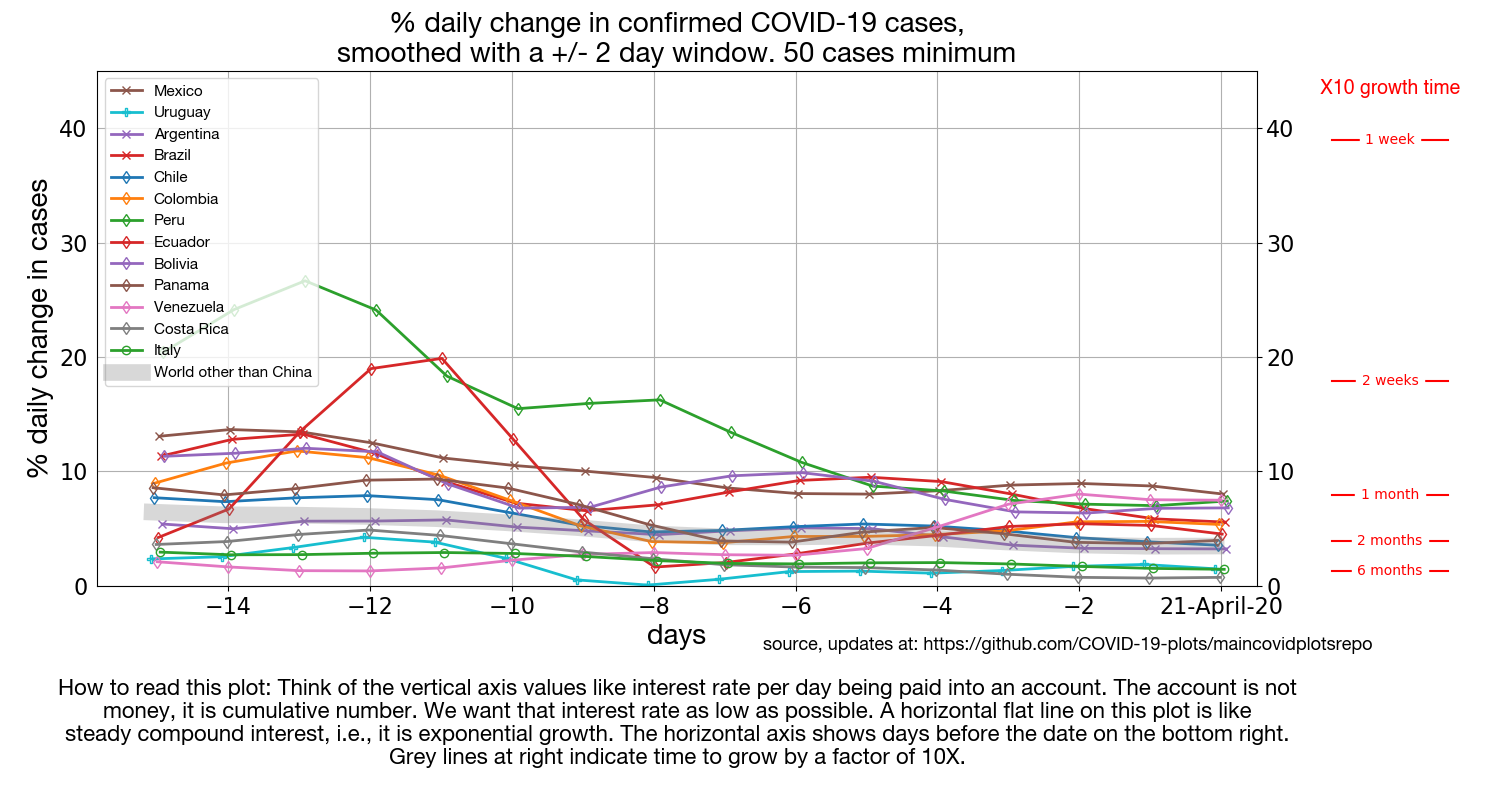 % daily change in confirmed COVID-19 cases,
smoothed with a +/- 2 day window. 50 cases minimum
X10 growth time
Mexico
Uruguay
Argentina
Brazil
Chile
Colombia
Peru
Ecuador
Bolivia
Panama
Venezuela
Costa Rica
Italy
World other than China
% daily change in cases
40
30
20
10
0
40
30
20
10
0
1 week
2 weeks
1 month
2 months
6 months
−14 −12 −10 −8 −6 −4 −2 21-April-20
days
source, updates at: https://github.com/COVID-19-plots/maincovidplotsrepo
How to read this plot: Think of the vertical axis values like interest rate per day being paid into an account. The account is not
money, it is cumulative number. We want that interest rate as low as possible. A horizontal flat line on this plot is like
steady compound interest, i.e., it is exponential growth. The horizontal axis shows days before the date on the bottom right.
Grey lines at right indicate time to grow by a factor of 10X.